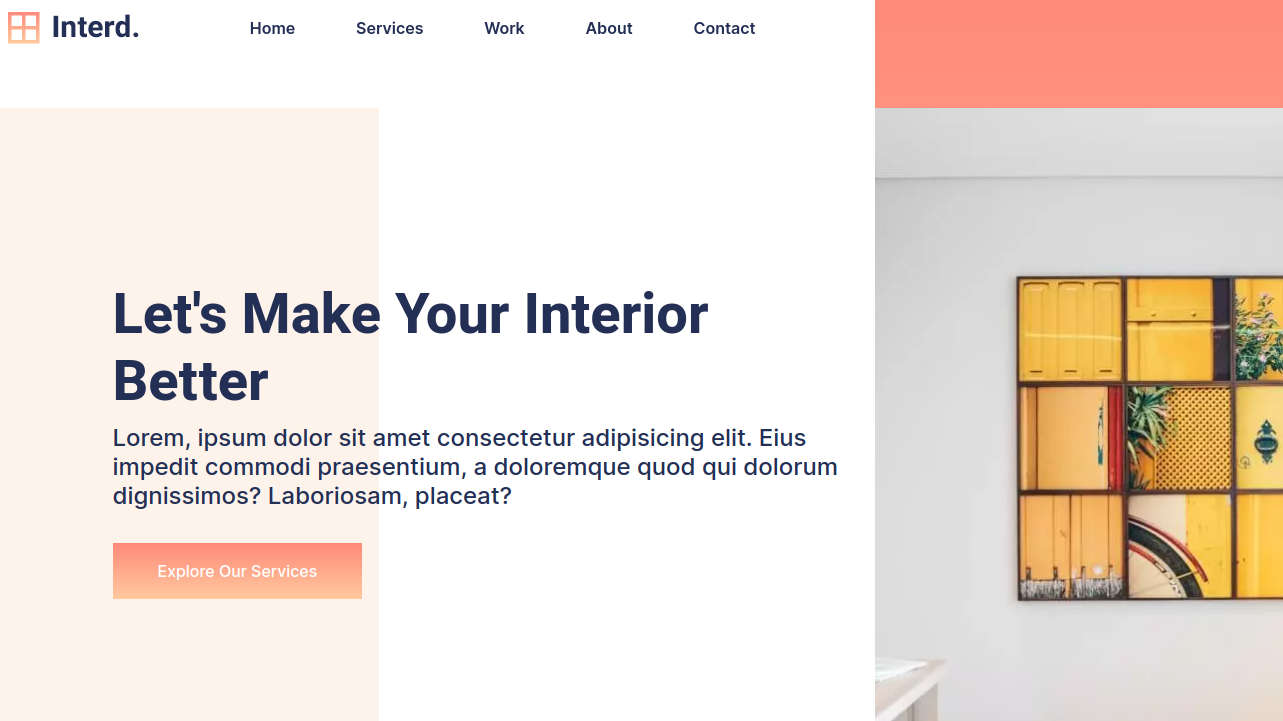 Interd.
Home
Services
Work
About
Contact
Let's Make Your Interior
Better
Lorem, ipsum dolor sit amet consectetur adipisicing elit. Eius
impedit commodi praesentium, a doloremque quod qui dolorum
dignissimos? Laboriosam, placeat?
Explore Our Services